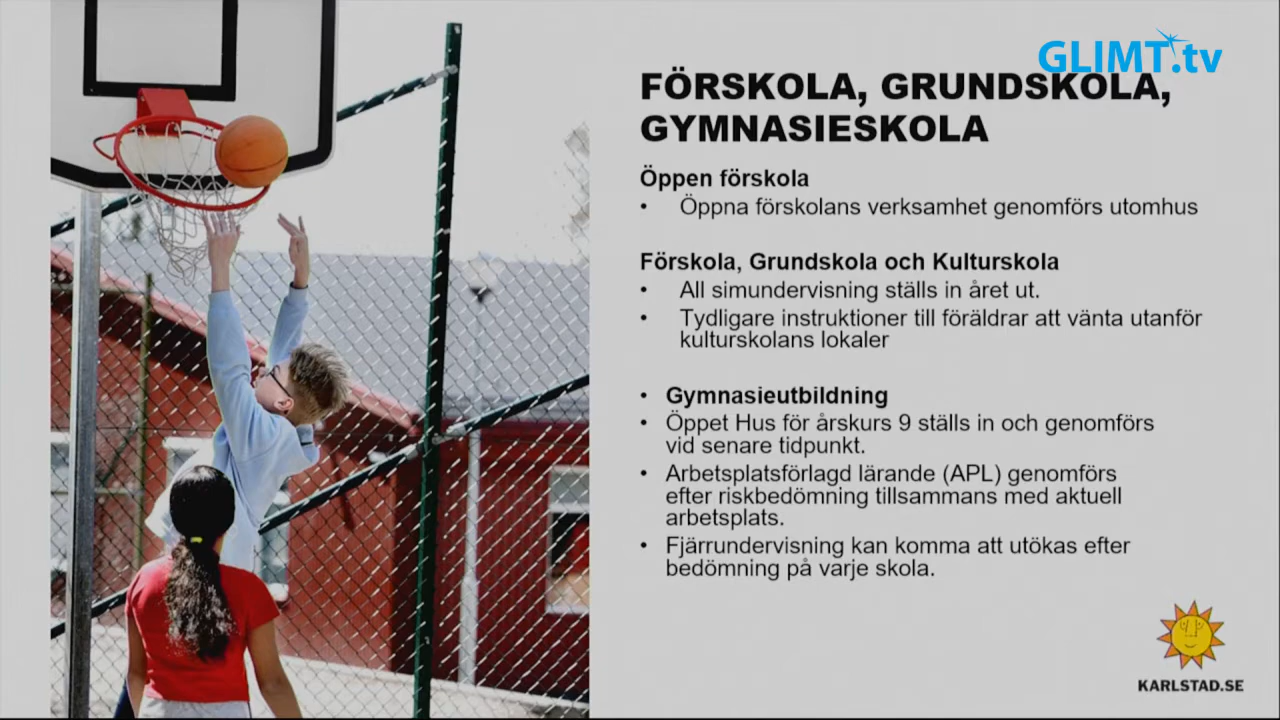 GLIMT.tv
FÖRSKOLA, GRUNDSKOLA,
GYMNASIESKOLA
Öppen förskola
• Öppna förskolans verksamhet genomförs utomhus
Förskola, Grundskola och Kulturskola
• All simundervisning ställs in året ut.
• Tydligare instruktioner till föräldrar att vänta utanför
kulturskolans lokaler
• Gymnasieutbildning
• Öppet Hus för årskurs 9 ställs in och genomförs
vid senare tidpunkt.
• Arbetsplatsförlagd lärande (APL) genomförs
efter riskbedömning tillsammans med aktuell
arbetsplats.
• Fjärrundervisning kan komma att utökas efter
bedömning på varje skola.
KARLSTAD.SE